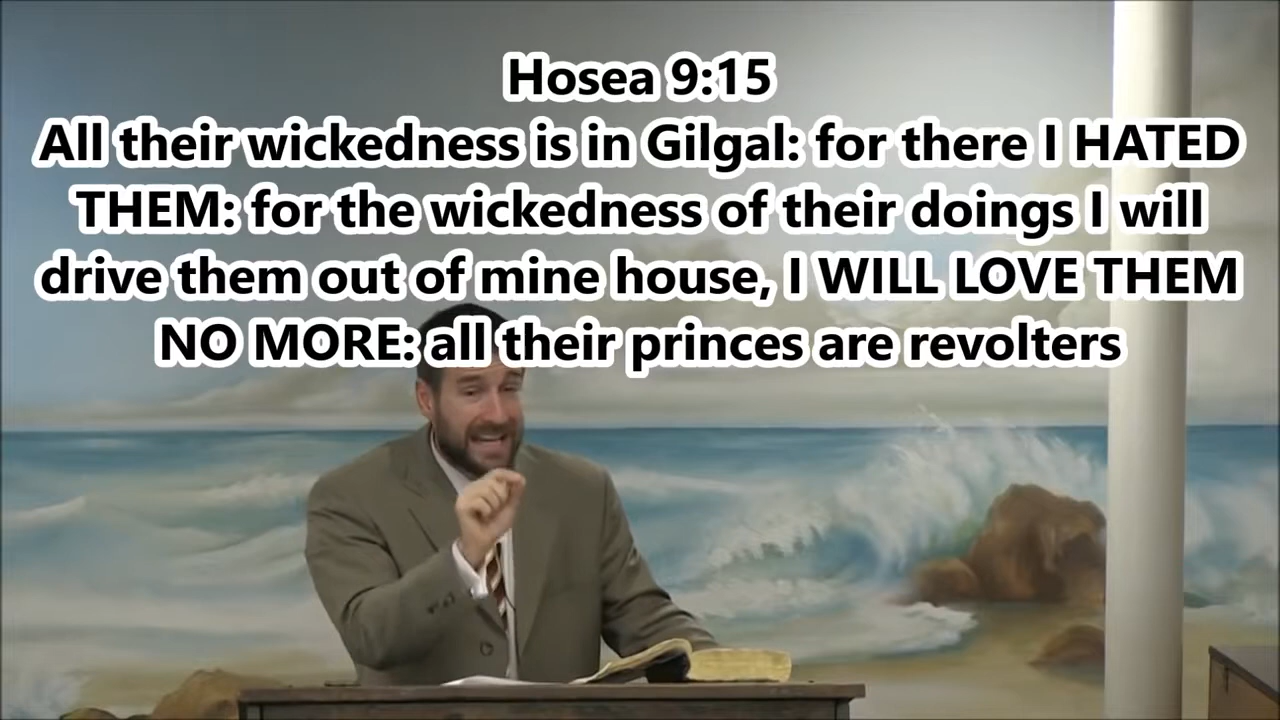 Hosea 9:15
All their wickedness is in Gilgal: for there I HATED
THEM: for the wickedness of their doings I will
drive them out of mine house, I WILL LOVE THEM
NO MORE: all their princes are revolters